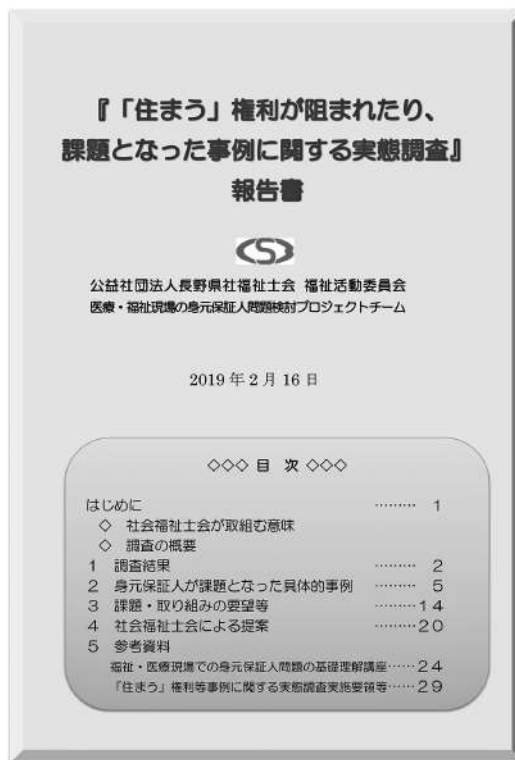 『「住まう」権利が阻まれたり、
課題となった事例に関する実態調査』
報告書
公益社団法人長野県社福祉士会 福祉活動委員会
医療・福祉現場の身元保証人問題検討プロジェクトチーム
2019年2月16日
◇◇◇ 目 次 ◇◇◇
はじめに ……… 1
◇ 社会福祉士会が取組む意味
◇ 調査の概要
1 調査結果 ……… 2
2 身元保証人が課題となった具体的事例 ……… 5
3 課題・取り組みの要望等 ………14
4 社会福祉士会による提案 ………20
5 参考資料
福祉・医療現場での身元保証人問題の基礎理解講座……24
「住まう」権利等事例に関する実態調査実施要領等……29